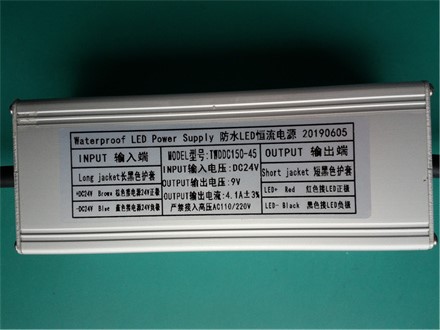 Waterproof LED Power Supply 防水LED恒流电源 20190605
INPUT 输入端
Long jacket长黑色护套
+DC24V Brown 棕色接电源24V正极
-DC24V Blue 蓝色接电源24V负极
MODEL型号:TWDDC150-45
INPUT输入电压:DC24V
OUTPUT输出电压:9V
OUTPUT输出电流:4.1A±3%
严禁接入高压AC110/220V
OUTPUT 输出端
Short jacket 短黑色护套
LED+ Red 红色接LED正极
LED- Black 黑色接LED负极